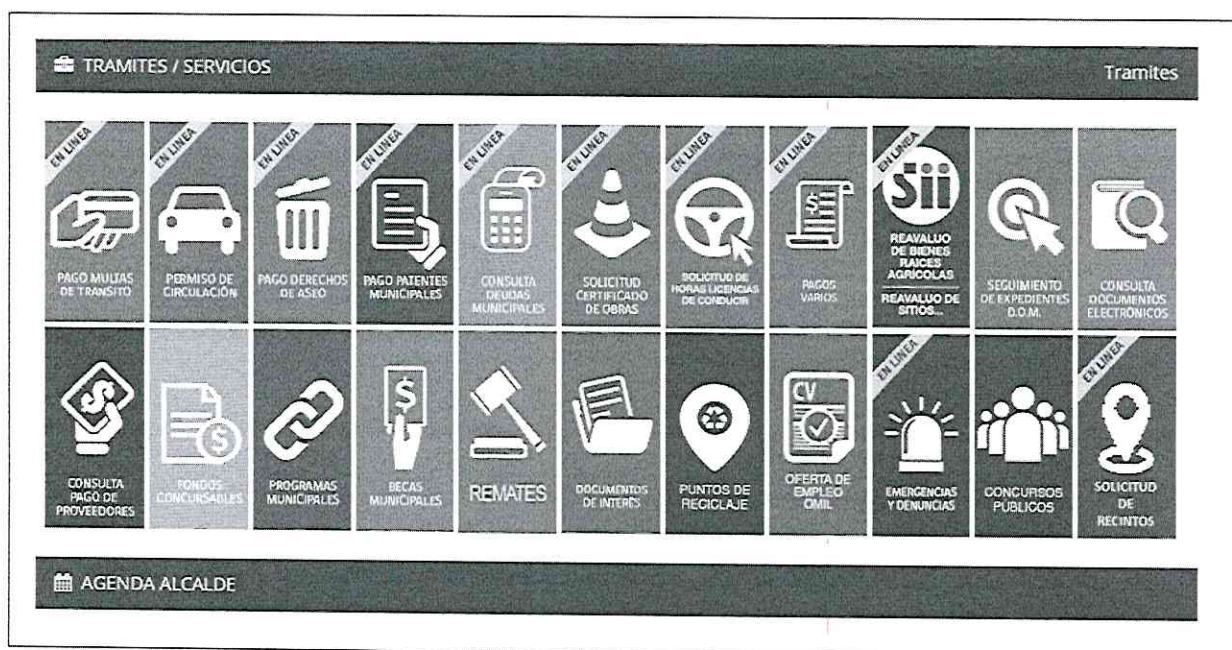 TRAMITES / SERVICIOS
Tramites
EN LINEA
PAGO MULTAS
DE TRANSITO
EN LINEA
PERMISO DE
CIRCULACIÓN
EN LINEA
PAGO DERECHOS
DE ASEO
EN LINEA
PAGO PATENTES
MUNICIPALES
EN LINEA
CONSULTA
DEUDAS
MUNICIPALES
EN LINEA
SOLICITUD
CERTIFICADO
DE OBRAS
EN LINEA
SOLICITUD DE
HORAS LICENCIAS
DE CONDUCIR
EN LINEA
$
PAGOS
VARIOS
EN LINEA
Sii
REAVALUO
DE BIENES
RAICES
AGRÍCOLAS
REAVALUO DE
SITIOS...
SEGUIMIENTO
DE EXPEDIENTES
D.O.M.
CONSULTA
DOCUMENTOS
ELECTRÓNICOS
$
CONSULTA
PAGO DE
PROVEEDORES
$
FONDOS
CONCURSABLES
PROGRAMAS
MUNICIPALES
$
BECAS
MUNICIPALES
REMATES
DOCUMENTOS
DE INTERÉS
PUNTOS DE
RECICLAJE
CV
OFERTA DE
EMPLEO
OMIL
EN LINEA
EMERGENCIAS
Y DENUNCIAS
CONCURSOS
PÚBLICOS
EN LINEA
SOLICITUD
DE
RECINTOS
AGENDA ALCALDE